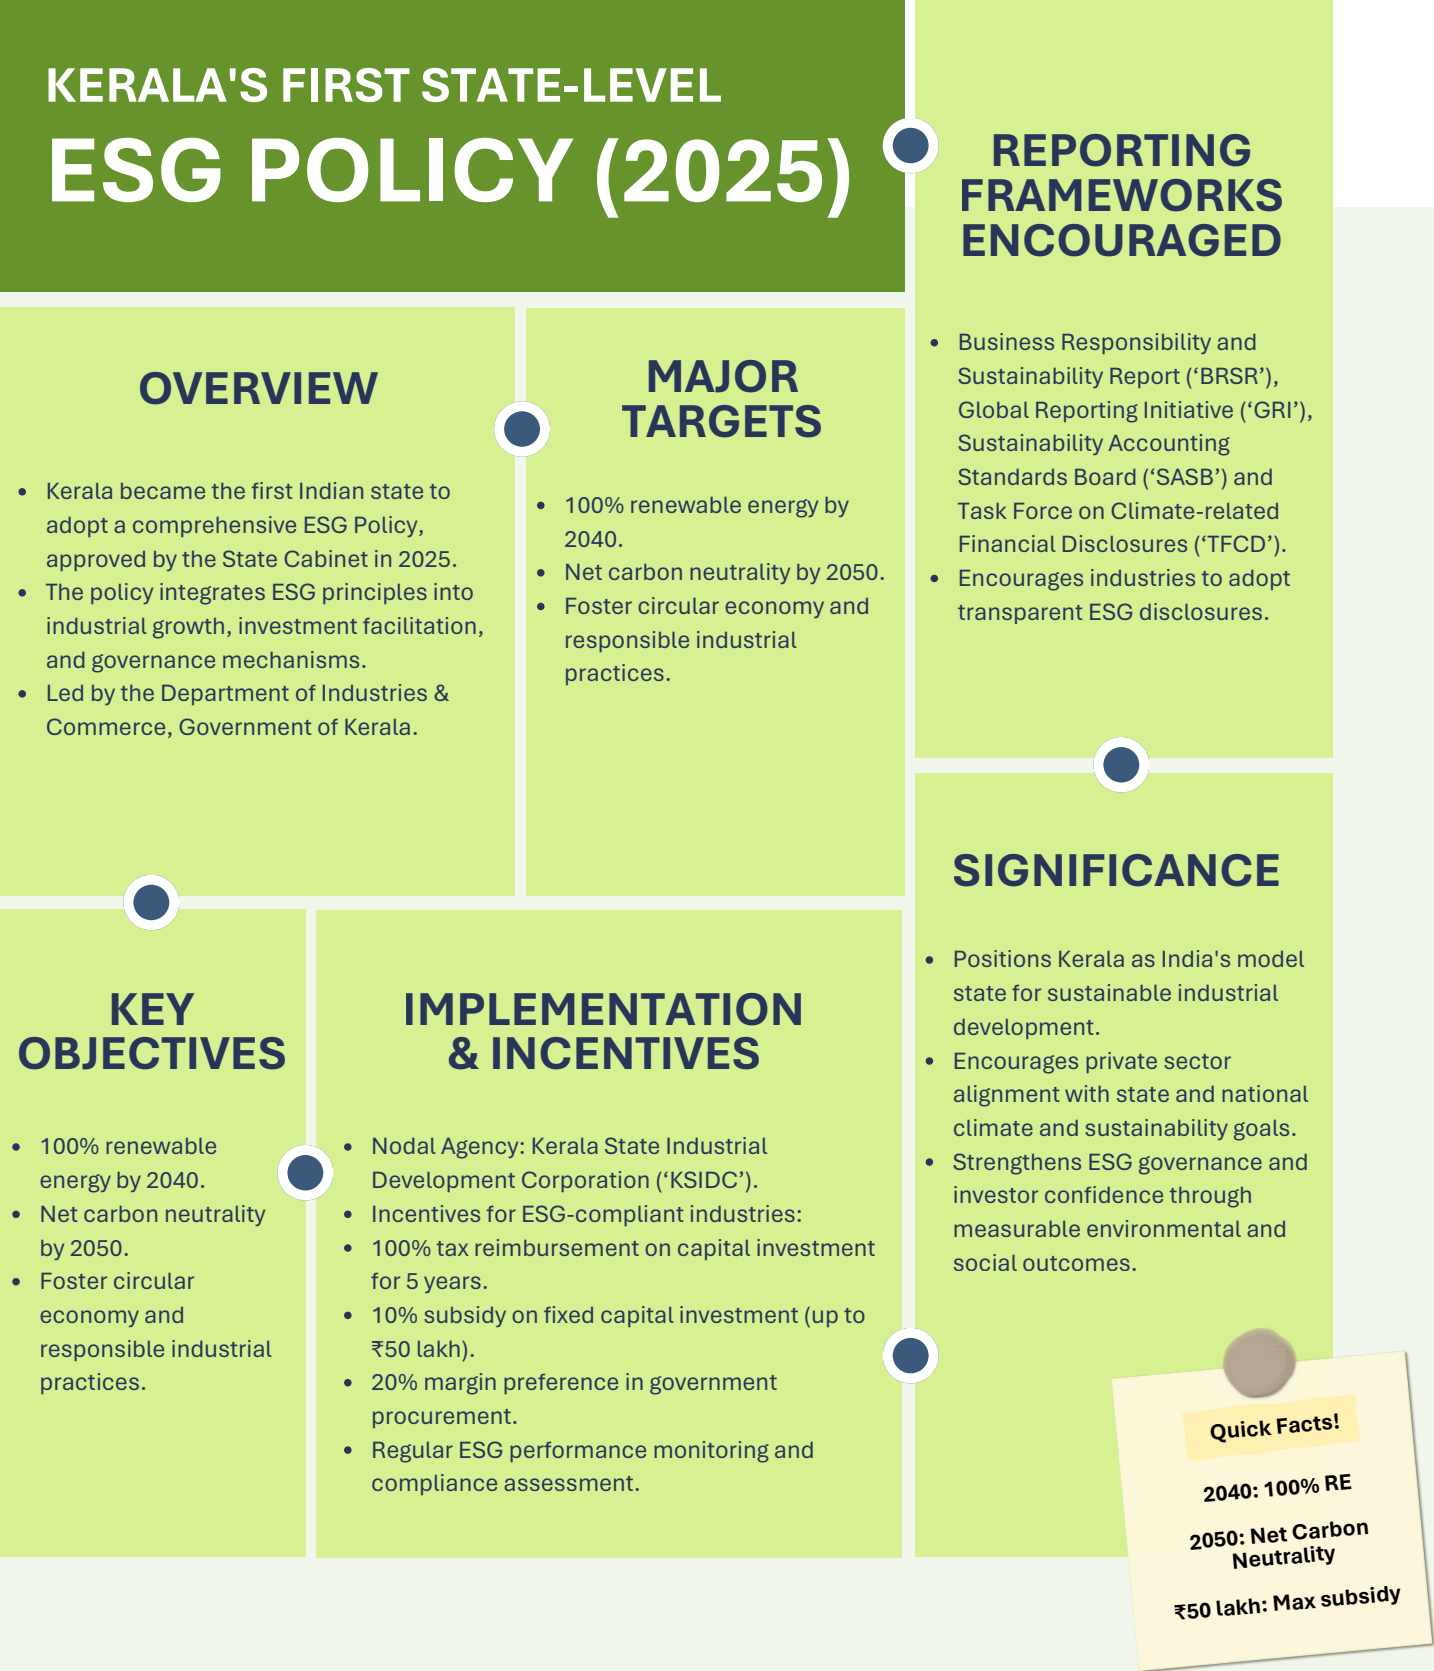 KERALA'S FIRST STATE-LEVEL
ESG POLICY (2025)
OVERVIEW
• Kerala became the first Indian state to
adopt a comprehensive ESG Policy,
approved by the State Cabinet in 2025.
• The policy integrates ESG principles into
industrial growth, investment facilitation,
and governance mechanisms.
• Led by the Department of Industries &
Commerce, Government of Kerala.
MAJOR
TARGETS
• 100% renewable energy by
2040.
• Net carbon neutrality by 2050.
• Foster circular economy and
responsible industrial
practices.
REPORTING
FRAMEWORKS
ENCOURAGED
• Business Responsibility and
Sustainability Report (‘BRSR’),
Global Reporting Initiative (‘GRI’),
Sustainability Accounting
Standards Board (‘SASB’) and
Task Force on Climate-related
Financial Disclosures (‘TFCD’).
• Encourages industries to adopt
transparent ESG disclosures.
KEY
OBJECTIVES
• 100% renewable
energy by 2040.
• Net carbon neutrality
by 2050.
• Foster circular
economy and
responsible industrial
practices.
IMPLEMENTATION
& INCENTIVES
• Nodal Agency: Kerala State Industrial
Development Corporation (‘KSIDC’).
• Incentives for ESG-compliant industries:
• 100% tax reimbursement on capital investment
for 5 years.
• 10% subsidy on fixed capital investment (up to
₹50 lakh).
• 20% margin preference in government
procurement.
• Regular ESG performance monitoring and
compliance assessment.
SIGNIFICANCE
• Positions Kerala as India's model
state for sustainable industrial
development.
• Encourages private sector
alignment with state and national
climate and sustainability goals.
• Strengthens ESG governance and
investor confidence through
measurable environmental and
social outcomes.
Quick Facts!
2040: 100% RE
2050: Net Carbon
Neutrality
₹50 lakh: Max subsidy